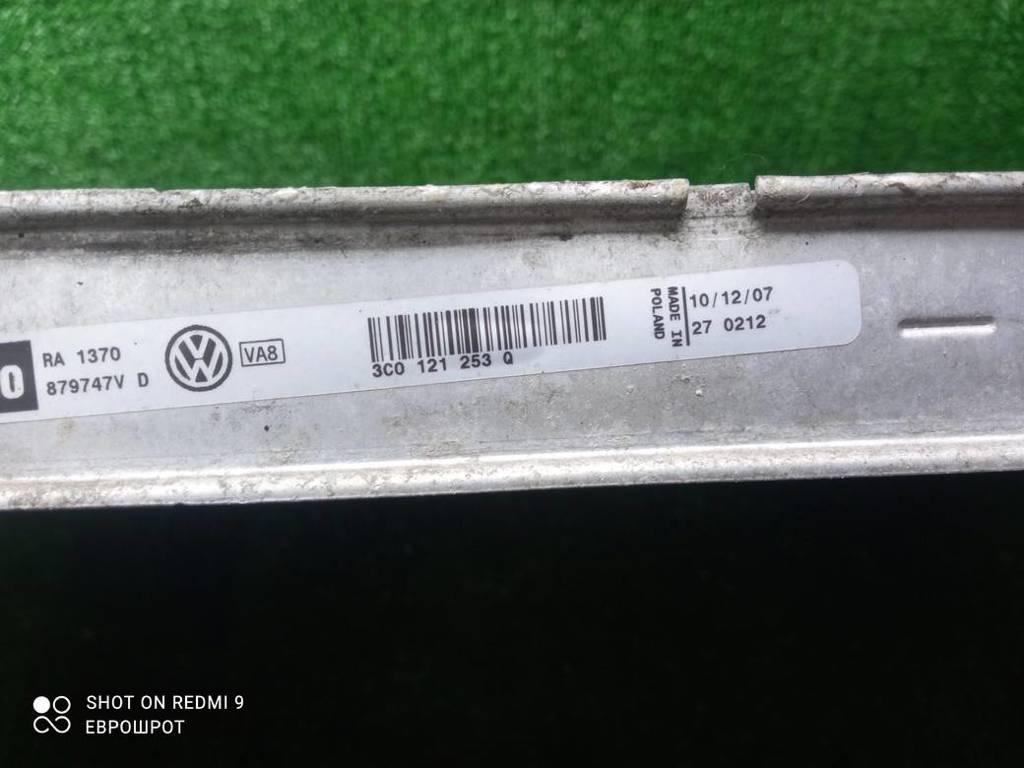 0
RA 1370
879747V D
VA8
3C0 121 253 Q
MADE IN
POLAND
10/12/07
27 0212
SHOT ON REDMI 9
ЕВРОШРОТ